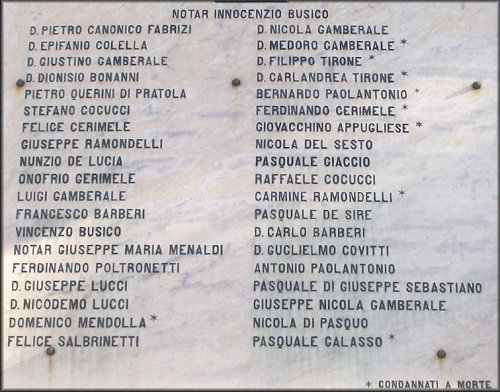 NOTAR INNOCENZIO BUSICO
D. PIETRO CANONICO FABRIZI
D. EPIFANIO COLELLA
D. GIUSTINO GAMBERALE
D. DIONISIO BONANNI
PIETRO QUERINI DI PRATOLA
STEFANO COCUCCI
FELICE CERIMELE
GIUSEPPE RAMONDELLI
NUNZIO DE LUCIA
ONOFRIO GERIMELE
LUIGI GAMBERALE
FRANCESCO BARBERI
VINCENZO BUSICO
NOTAR GIUSEPPE MARIA MENALDI
FERDINANDO POLTRONETTI
D. GIUSEPPE LUCCI
D. NICODEMO LUCCI
DOMENICO MENDOLLA *
FELICE SALBRINETTI
D. NICOLA GAMBERALE
D. MEDORO GAMBERALE *
D. FILIPPO TIRONE *
D. CARLANDREA TIRONE *
BERNARDO PAOLANTONIO *
FERDINANDO CERIMELE *
GIOVACCHINO APPUGLIESE *
NICOLA DEL SESTO
PASQUALE GIACCIO
RAFFAELE COCUCCI
CARMINE RAMONDELLI *
PASQUALE DE SIRE
D. CARLO BARBERI
D. GUGLIELMO COVITTI
ANTONIO PAOLANTONIO
PASQUALE DI GIUSEPPE SEBASTIANO
GIUSEPPE NICOLA GAMBERALE
NICOLA DI PASQUO
PASQUALE GALASSO *
* CONDANNATI A MORTE